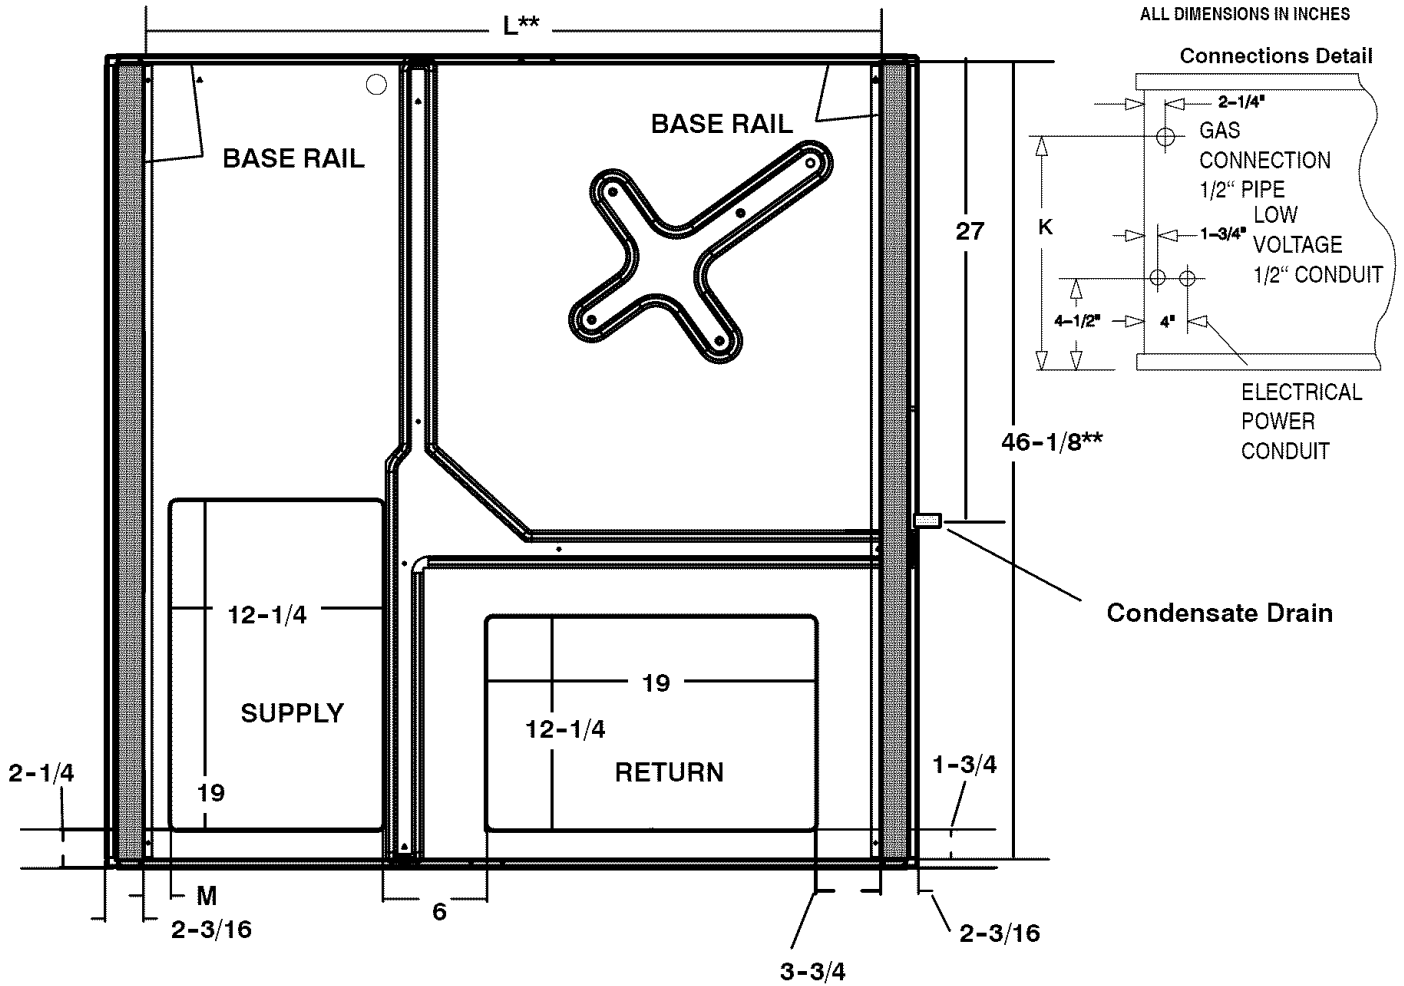 ALL DIMENSIONS IN INCHES
L**
Connections Detail
2-1/4"
GAS
CONNECTION
1/2“ PIPE
LOW
1-3/4"
VOLTAGE
1/2“ CONDUIT
K
4-1/2"
4"
ELECTRICAL
POWER
CONDUIT
BASE RAIL
BASE RAIL
27
46-1/8**
Condensate Drain
12-1/4
SUPPLY
19
19
12-1/4
RETURN
2-1/4
1-3/4
M
2-3/16
6
3-3/4
2-3/16